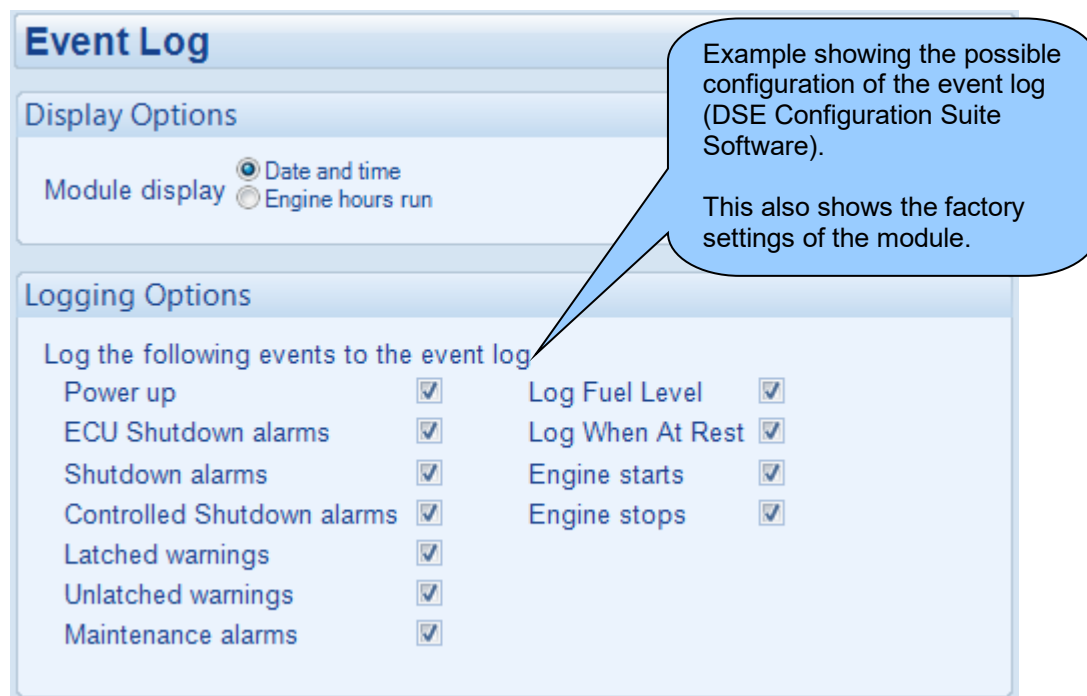 Event Log
Example showing the possible
configuration of the event log
(DSE Configuration Suite
Software).
This also shows the factory
settings of the module.
Display Options
Module display
Date and time
Engine hours run
Logging Options
Log the following events to the event log
Power up
ECU Shutdown alarms
Shutdown alarms
Controlled Shutdown alarms
Latched warnings
Unlatched warnings
Maintenance alarms
Log Fuel Level
Log When At Rest
Engine starts
Engine stops